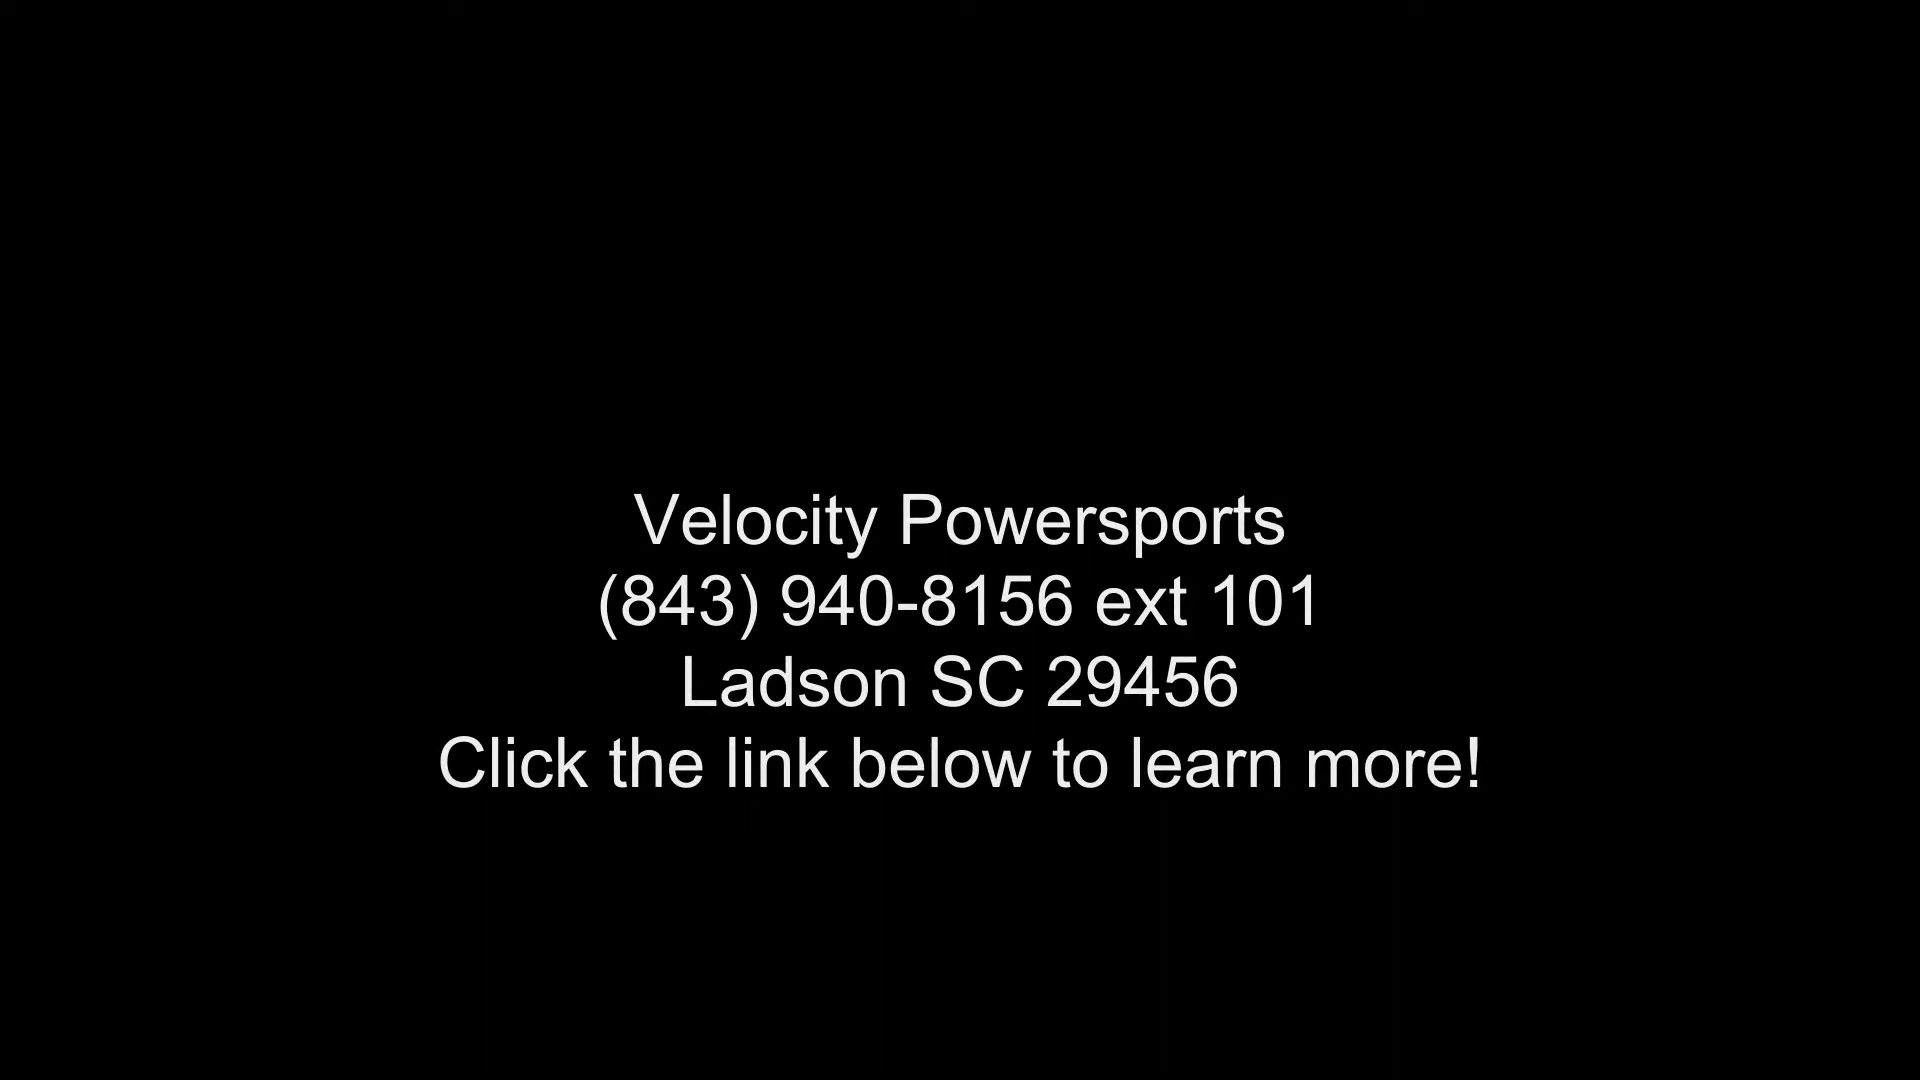 Velocity Powersports
(843) 940-8156 ext 101
Ladson SC 29456
Click the link below to learn more!